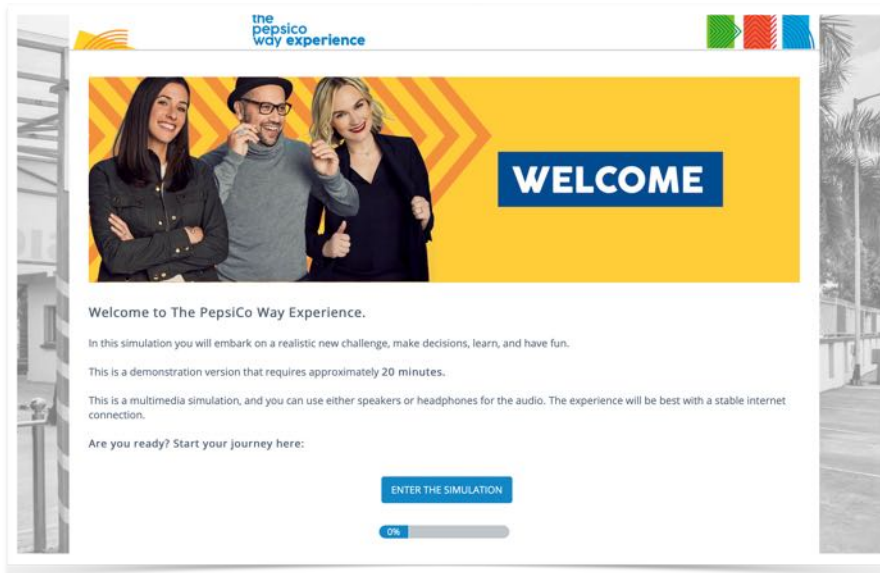 the
pepsico
way experience
WELCOME
Welcome to The PepsiCo Way Experience.
In this simulation you will embark on a realistic new challenge, make decisions, learn, and have fun.
This is a demonstration version that requires approximately 20 minutes.
This is a multimedia simulation, and you can use either speakers or headphones for the audio. The experience will be best with a stable internet
connection.
Are you ready? Start your journey here:
ENTER THE SIMULATION
0%